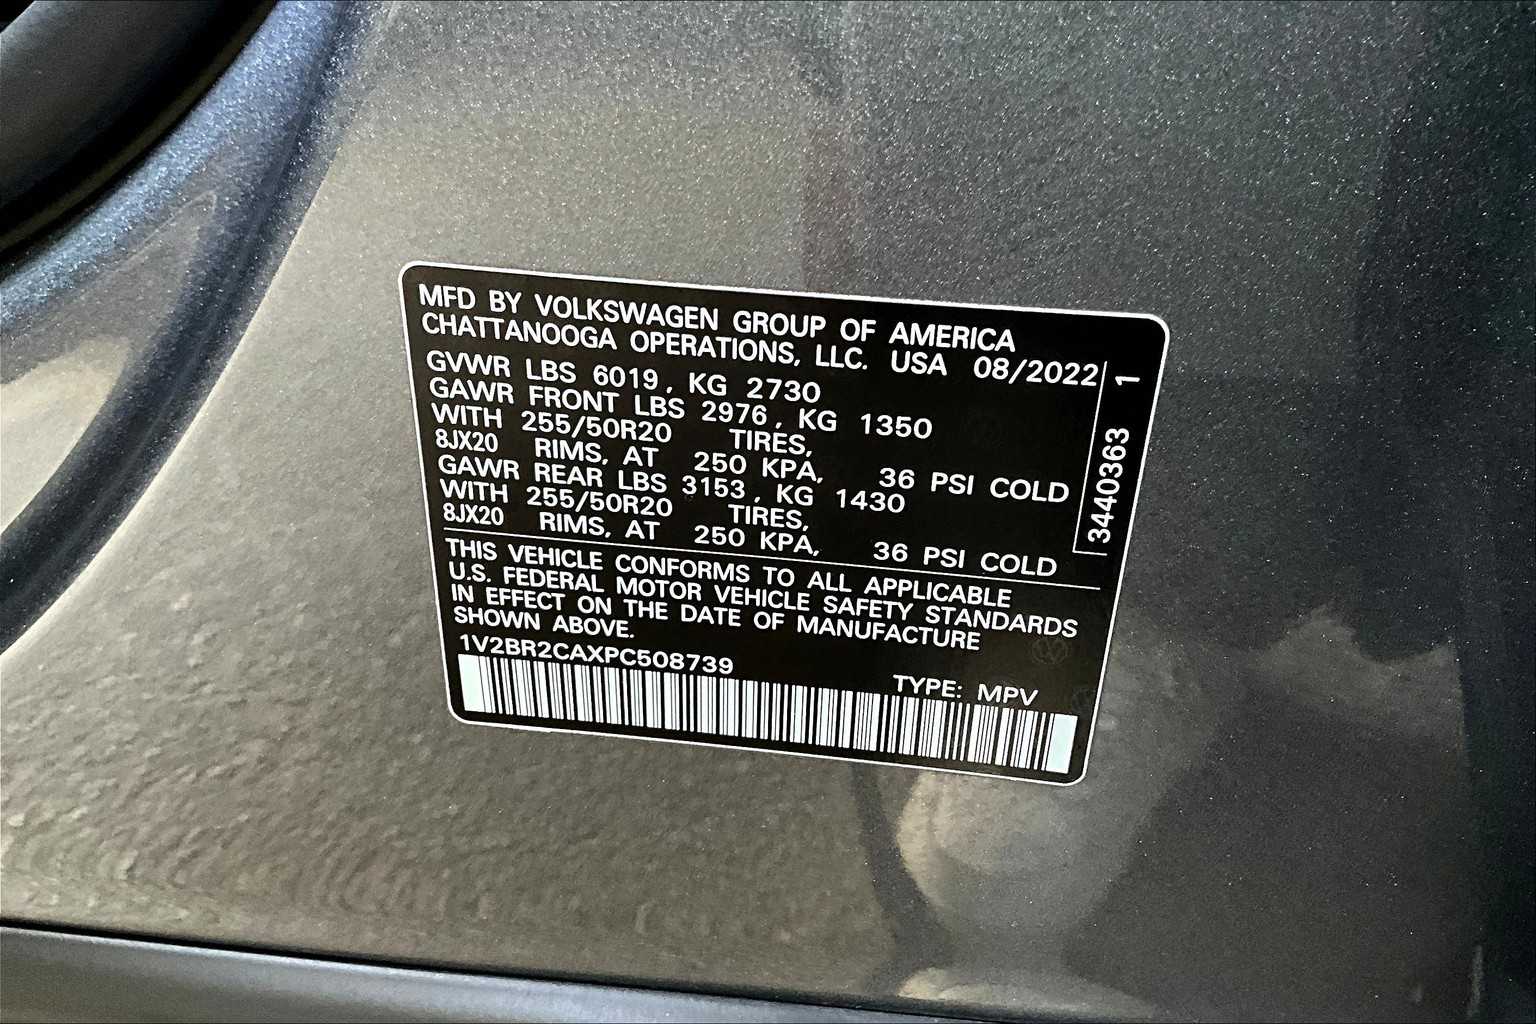 MFD BY VOLKSWAGEN GROUP OF AMERICA
CHATTANOOGA OPERATIONS, LLC. USA 08/2022
GVWR LBS 6019, KG 2730
GAWR FRONT LBS 2976, KG 1350
WITH 255/50R20 TIRES,
8JX20 RIMS, AT 250 KPA, 36 PSI COLD
GAWR REAR LBS 3153, KG 1430
WITH 255/50R20 TIRES,
8JX20 RIMS, AT 250 KPA, 36 PSI COLD
THIS VEHICLE CONFORMS TO ALL APPLICABLE
U.S. FEDERAL MOTOR VEHICLE SAFETY STANDARDS
IN EFFECT ON THE DATE OF MANUFACTURE
SHOWN ABOVE.
1V2BR2CAXPC508739 TYPE: MPV
3440363 1